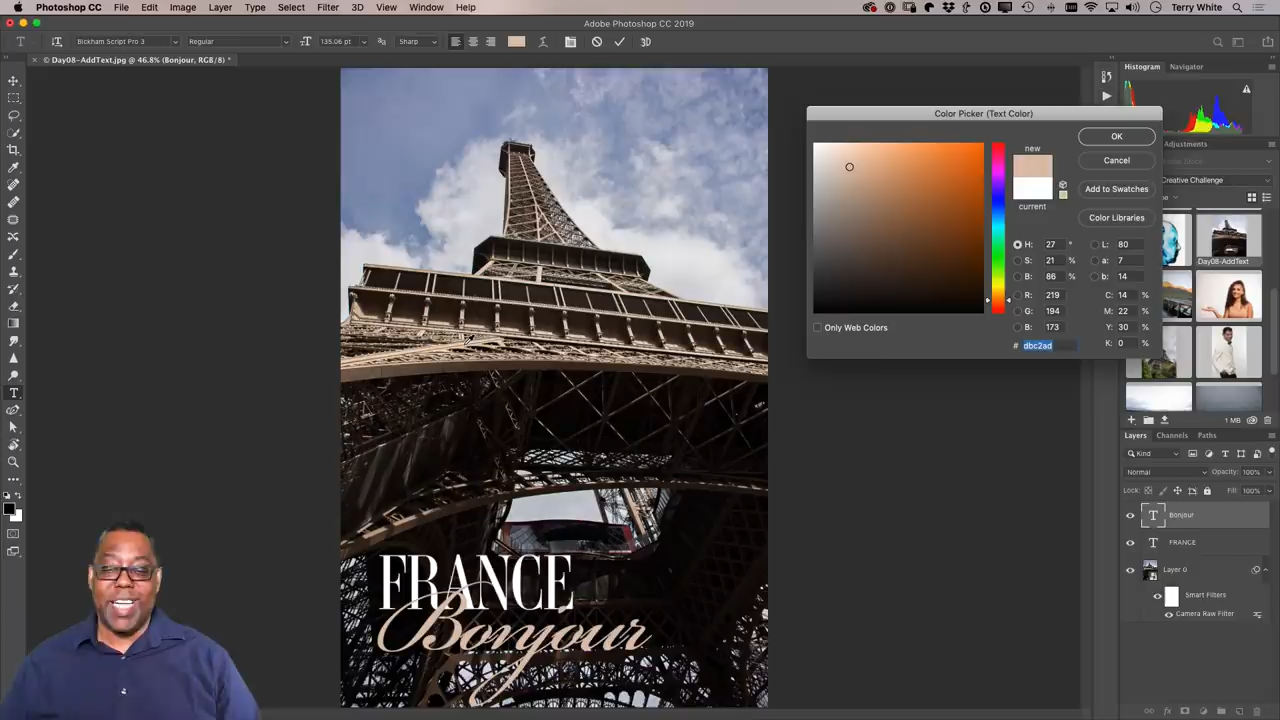 Photoshop CC File Edit Image Layer Type Select Filter 3D View Window Help Terry White
Adobe Photoshop CC 2019
Bickham Script Pro 3 Regular 135.06 pt Sharp 3D
© Day08-AddText.jpg @ 46.8% (Bonjour, RGB/8) *
Histogram Navigator
Color Picker (Text Color)
OK
new
Cancel
Adjustments
Add to Swatches
Creative Challenge
current
Color Libraries
H: 27 ° L: 80
S: 21 % a: 7
Day08-AddText
B: 86 % b: 14
R: 219 C: 14 %
G: 194 M: 22 %
Only Web Colors
B: 173 Y: 30 %
# dbc2ad K: 0 %
1 MB
Layers Channels Paths
Kind
Normal Opacity: 100%
Lock: Fill: 100%
T Bonjour
T FRANCE
Layer 0
Smart Filters
Camera Raw Filter
FRANCE
Bonjour